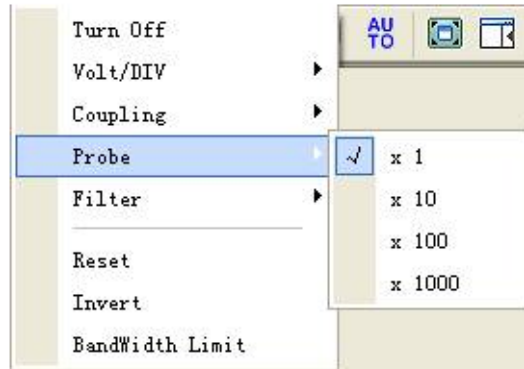 Turn Off
AU
TO
Volt/DIV
Coupling
Probe
x 1
Filter
x 10
x 100
Reset
x 1000
Invert
BandWidth Limit